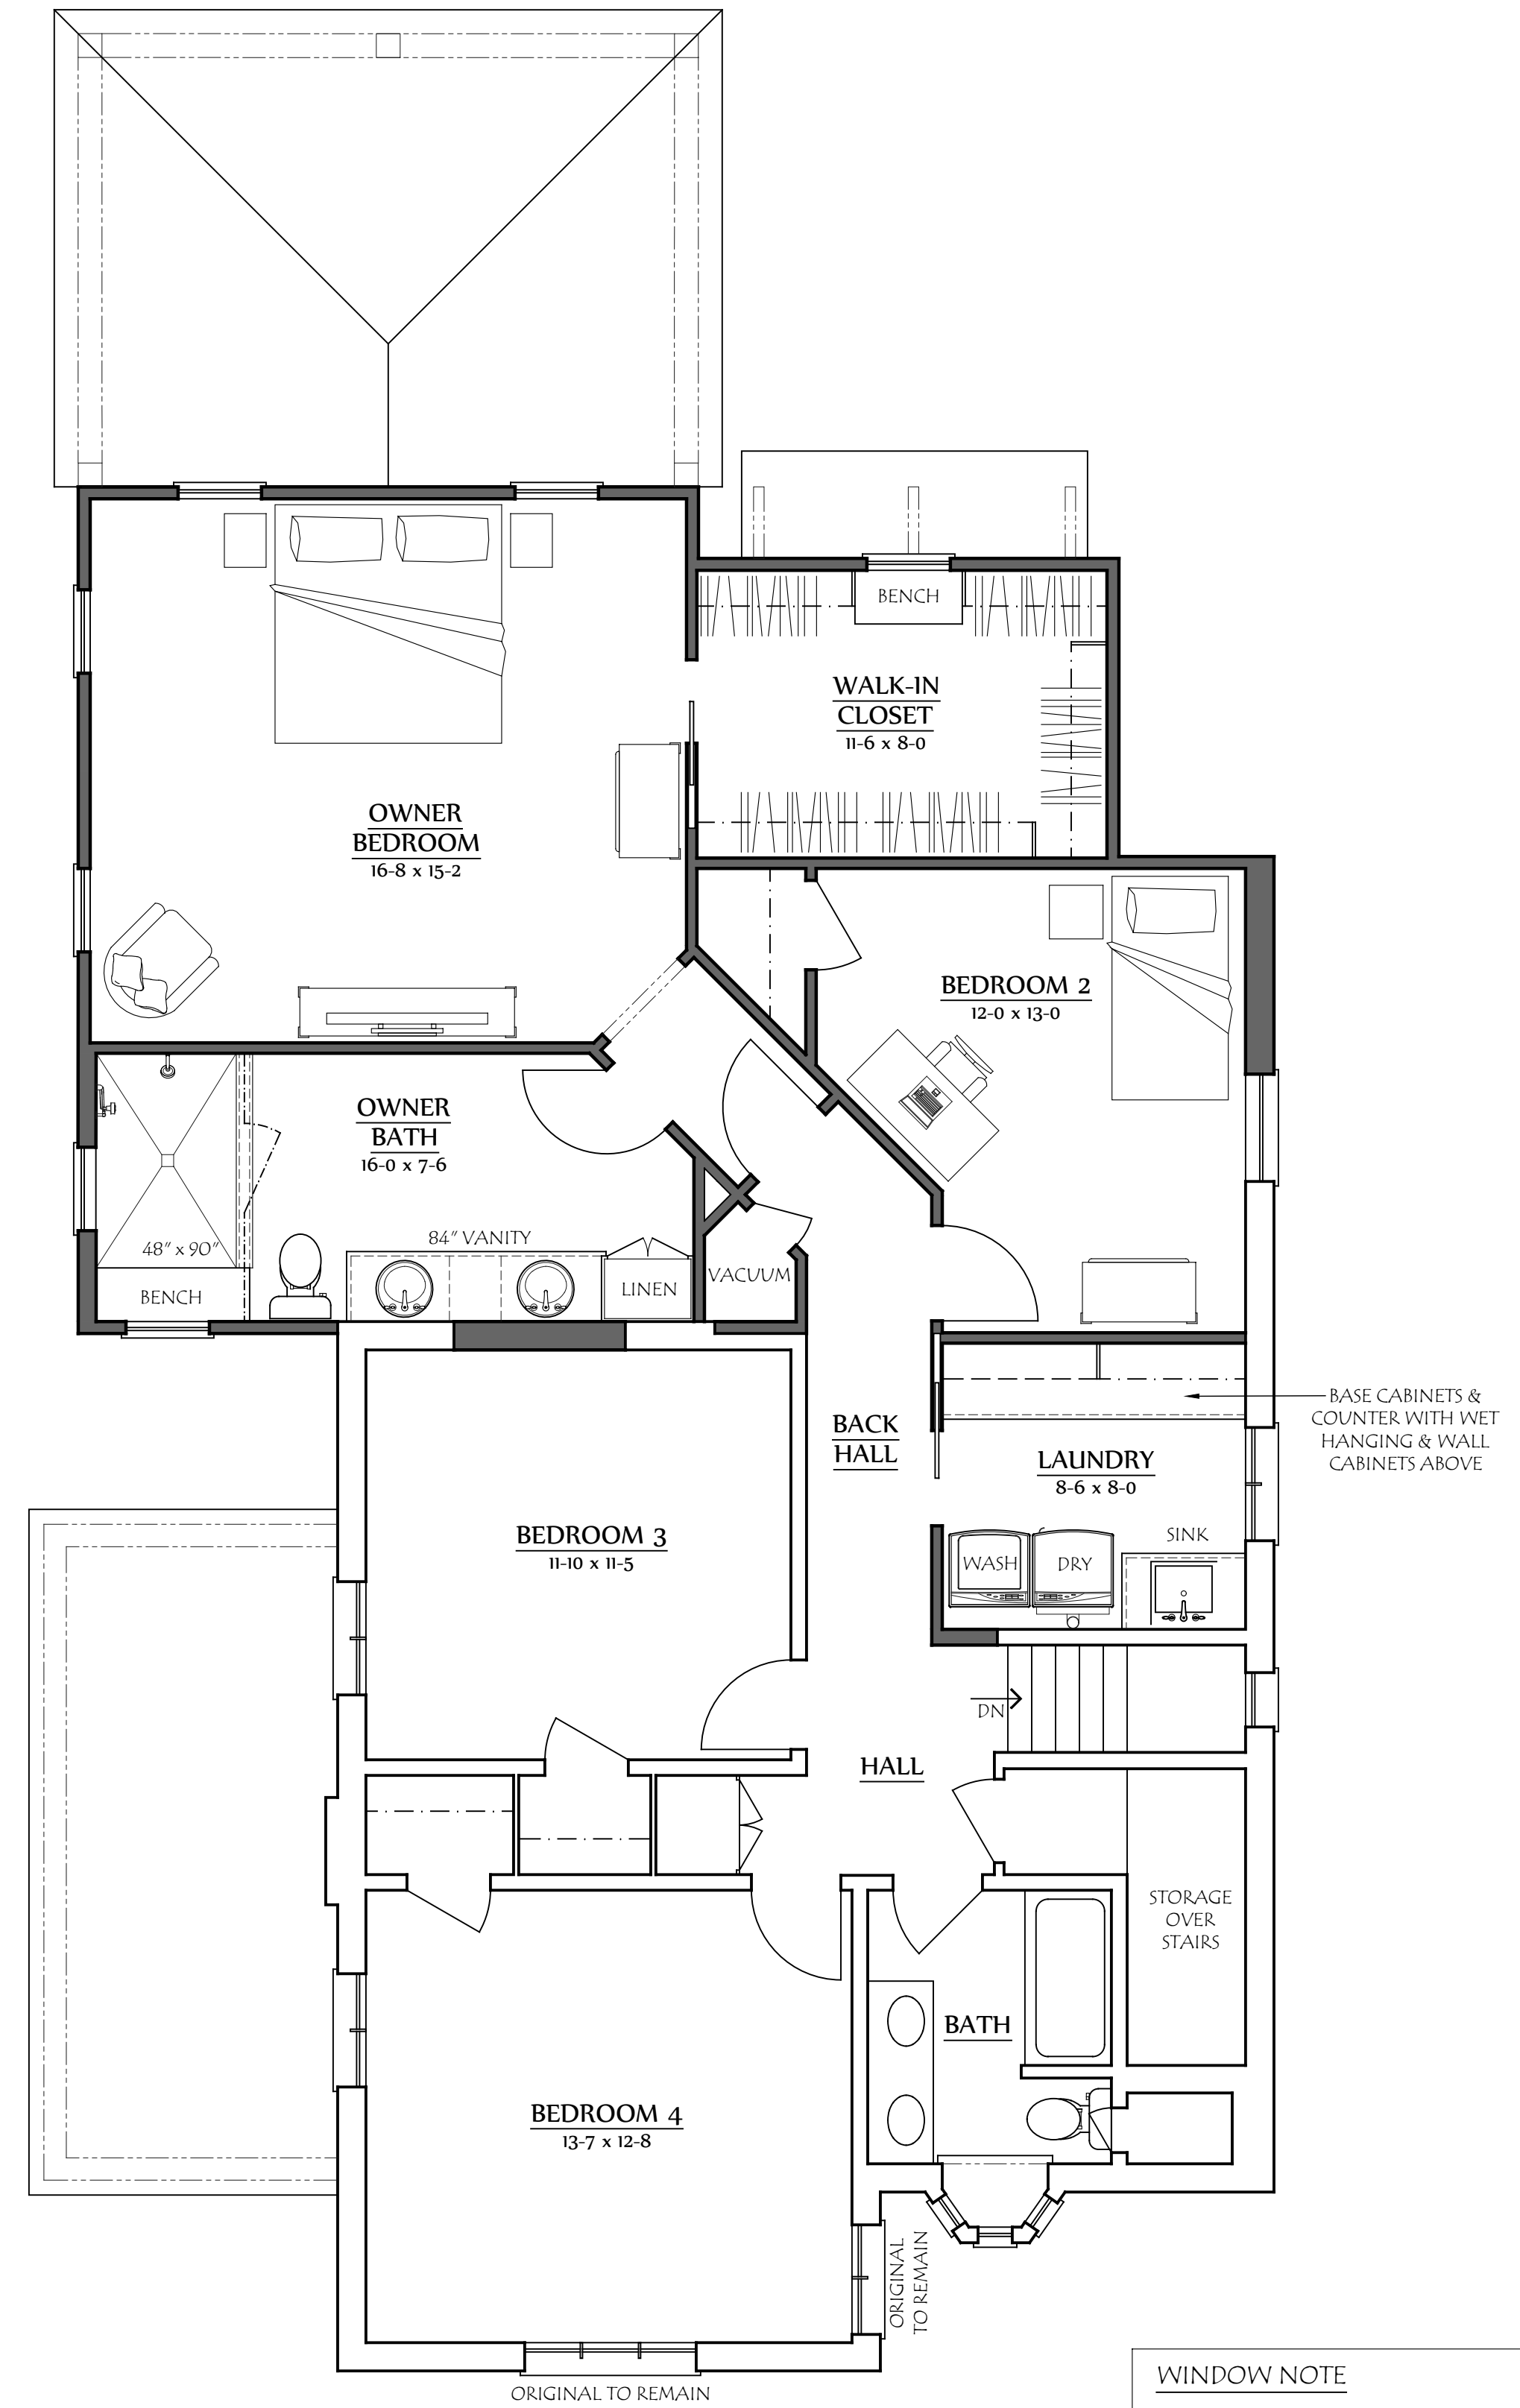 BENCH
WALK-IN
CLOSET
11-6 x 8-0
OWNER
BEDROOM
16-8 x 15-2
BEDROOM 2
12-0 x 13-0
OWNER
BATH
16-0 x 7-6
48" x 90"
BENCH
84" VANITY
LINEN
VACUUM
BACK
HALL
LAUNDRY
8-6 x 8-0
BASE CABINETS &
COUNTER WITH WET
HANGING & WALL
CABINETS ABOVE
WASH
DRY
SINK
BEDROOM 3
11-10 x 11-5
DN
HALL
STORAGE
OVER
STAIRS
BATH
BEDROOM 4
13-7 x 12-8
ORIGINAL
TO REMAIN
ORIGINAL TO REMAIN
WINDOW NOTE